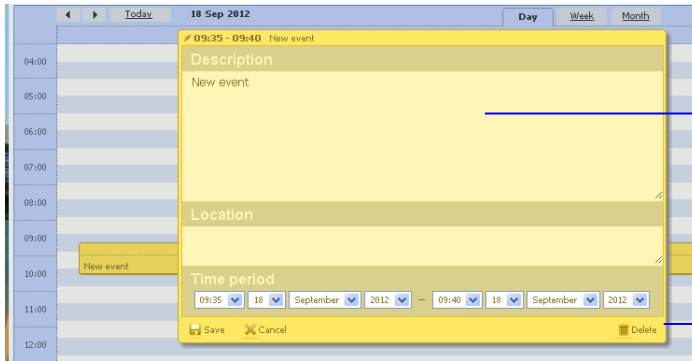 Today 18 Sep 2012 Day Week Month
09:35 - 09:40 New event
Description
04:00
New event
05:00
06:00
07:00
08:00
Location
09:00
New event
10:00
Time period
09:35 18 September 2012 – 09:40 18 September 2012
11:00
Save Cancel Delete
12:00